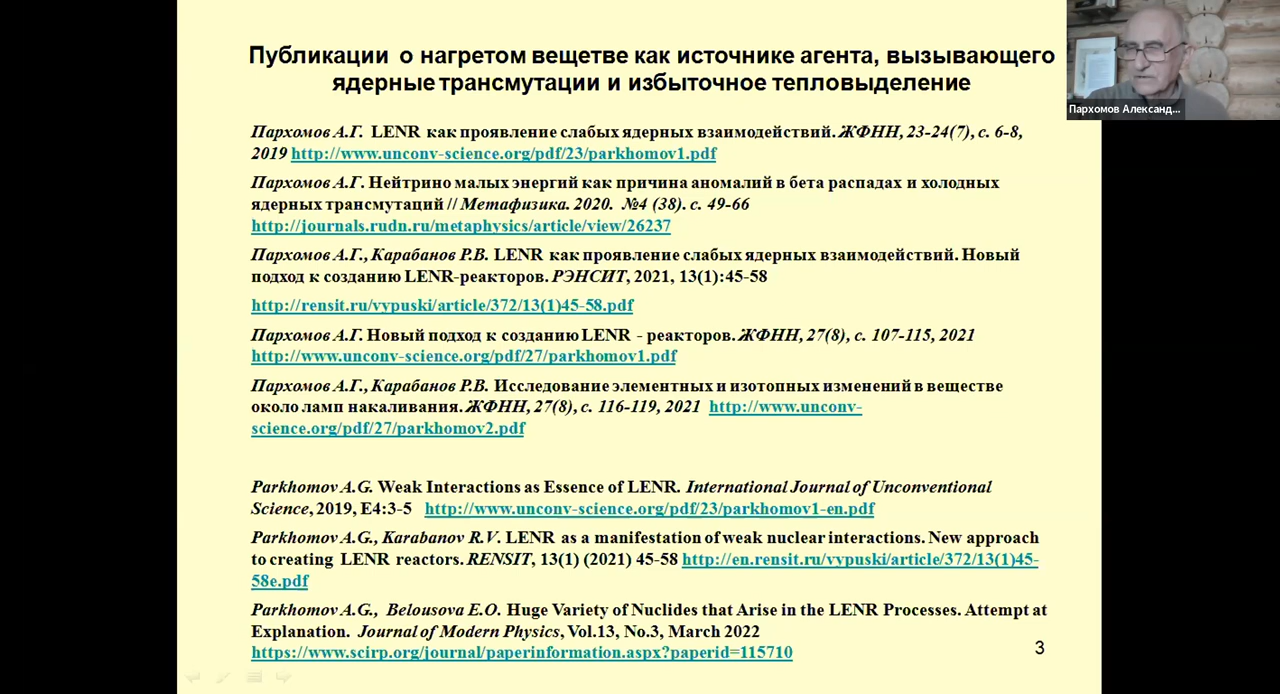 Публикации о нагретом вещетве как источнике агента, вызывающего
ядерные трансмутации и избыточное тепловыделение
Пархомов Александ...
Пархомов А.Г. LENR как проявление слабых ядерных взаимодействий. ЖФНН, 23-24(7), с. 6-8,
2019 http://www.unconv-science.org/pdf/23/parkhomov1.pdf
Пархомов А.Г. Нейтрино малых энергий как причина аномалий в бета распадах и холодных
ядерных трансмутаций // Метафизика. 2020. №4 (38). с. 49-66
http://journals.rudn.ru/metaphysics/article/view/26237
Пархомов А.Г., Карабанов Р.В. LENR как проявление слабых ядерных взаимодействий. Новый
подход к созданию LENR-реакторов. РЭНСИТ, 2021, 13(1):45-58
http://rensit.ru/vypuski/article/372/13(1)45-58.pdf
Пархомов А.Г. Новый подход к созданию LENR - реакторов. ЖФНН, 27(8), с. 107-115, 2021
http://www.unconv-science.org/pdf/27/parkhomov1.pdf
Пархомов А.Г., Карабанов Р.В. Исследование элементных и изотопных изменений в веществе
около ламп накаливания. ЖФНН, 27(8), с. 116-119, 2021 http://www.unconv-
science.org/pdf/27/parkhomov2.pdf
Parkhomov A.G. Weak Interactions as Essence of LENR. International Journal of Unconventional
Science, 2019, E4:3-5 http://www.unconv-science.org/pdf/23/parkhomov1-en.pdf
Parkhomov A.G., Karabanov R.V. LENR as a manifestation of weak nuclear interactions. New approach
to creating LENR reactors. RENSIT, 13(1) (2021) 45-58 http://en.rensit.ru/vypuski/article/372/13(1)45-
58e.pdf
Parkhomov A.G., Belousova E.O. Huge Variety of Nuclides that Arise in the LENR Processes. Attempt at
Explanation. Journal of Modern Physics, Vol.13, No.3, March 2022
https://www.scirp.org/journal/paperinformation.aspx?paperid=115710
3